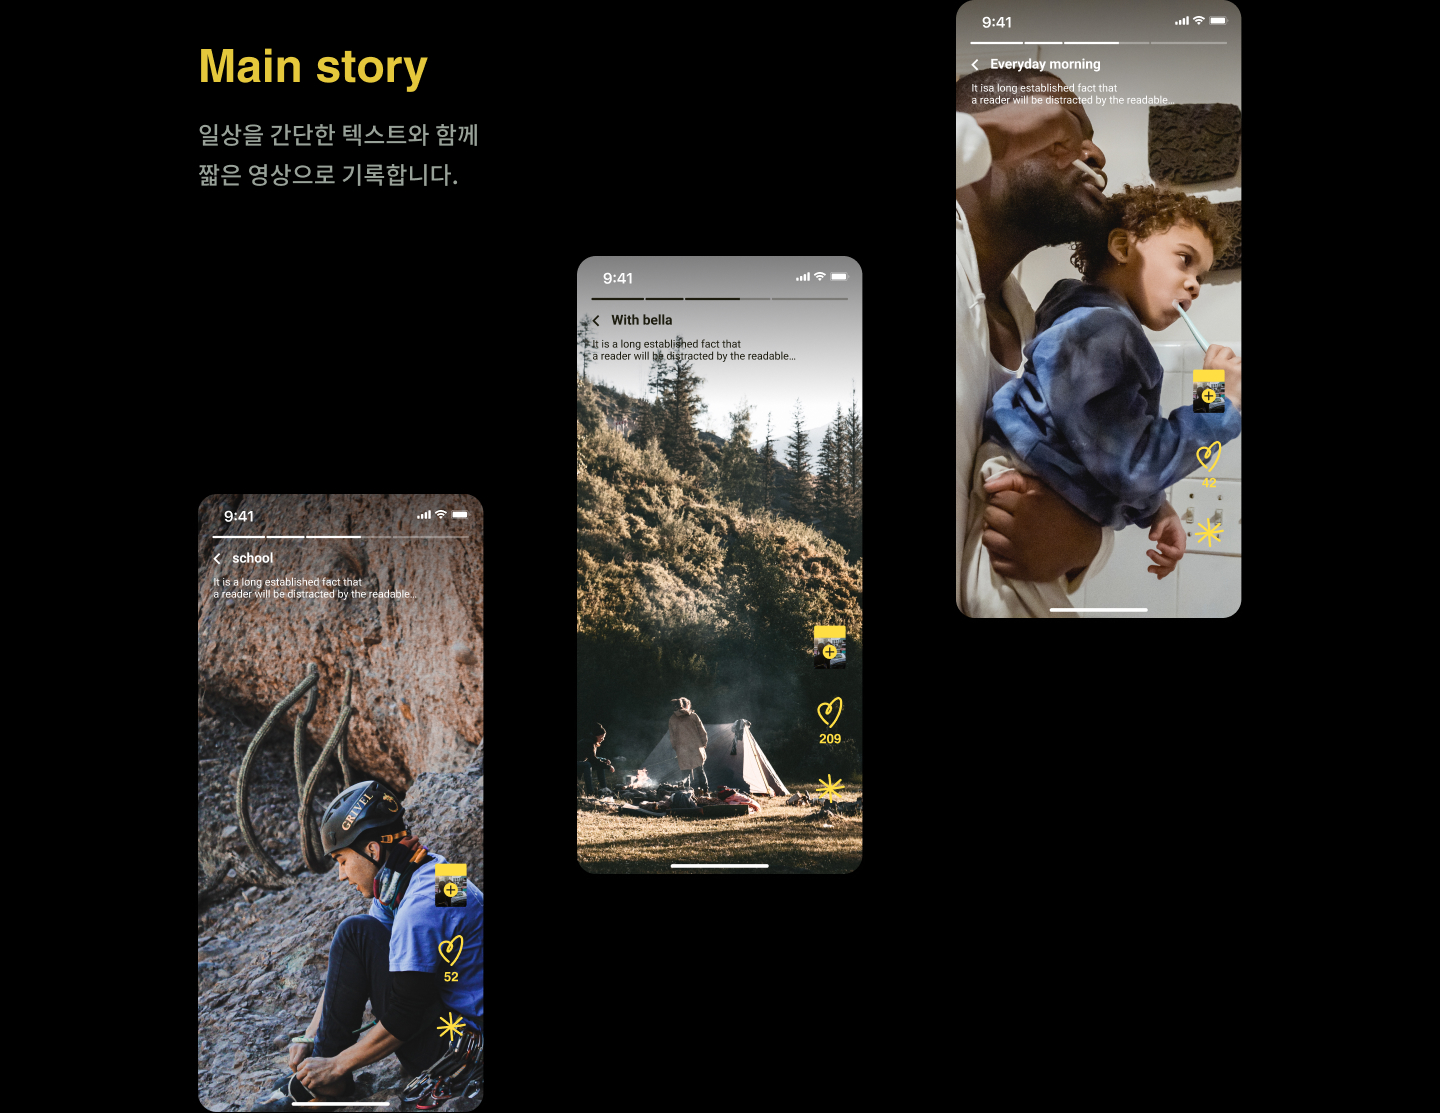 Main story
일상을 간단한 텍스트와 함께
짧은 영상으로 기록합니다.
9:41
Everyday morning
It isa long established fact that
a reader will be distracted by the readable...
42
9:41
With bella
It is a long established fact that
a reader will be distracted by the readable...
209
9:41
school
It is a long established fact that
a reader will be distracted by the readable...
GRIVEL
52